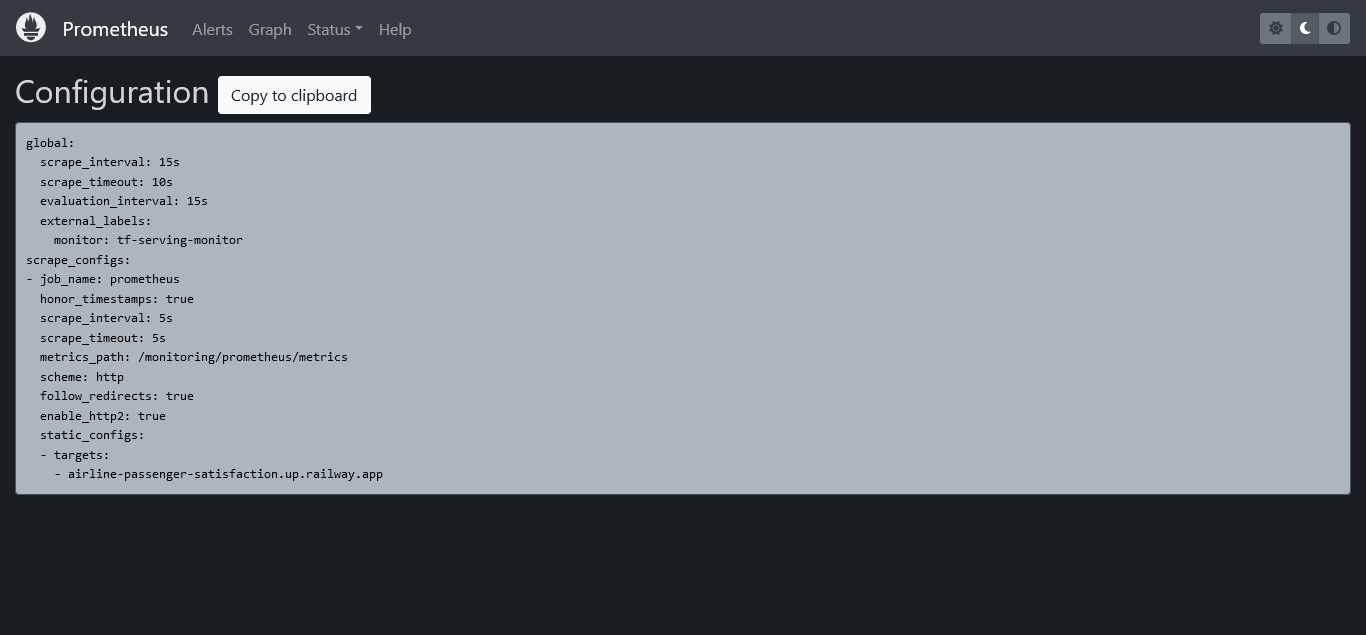 Prometheus Alerts Graph Status Help
Configuration Copy to clipboard
global:
  scrape_interval: 15s
  scrape_timeout: 10s
  evaluation_interval: 15s
  external_labels:
    monitor: tf-serving-monitor
scrape_configs:
- job_name: prometheus
  honor_timestamps: true
  scrape_interval: 5s
  scrape_timeout: 5s
  metrics_path: /monitoring/prometheus/metrics
  scheme: http
  follow_redirects: true
  enable_http2: true
  static_configs:
  - targets:
    - airline-passenger-satisfaction.up.railway.app